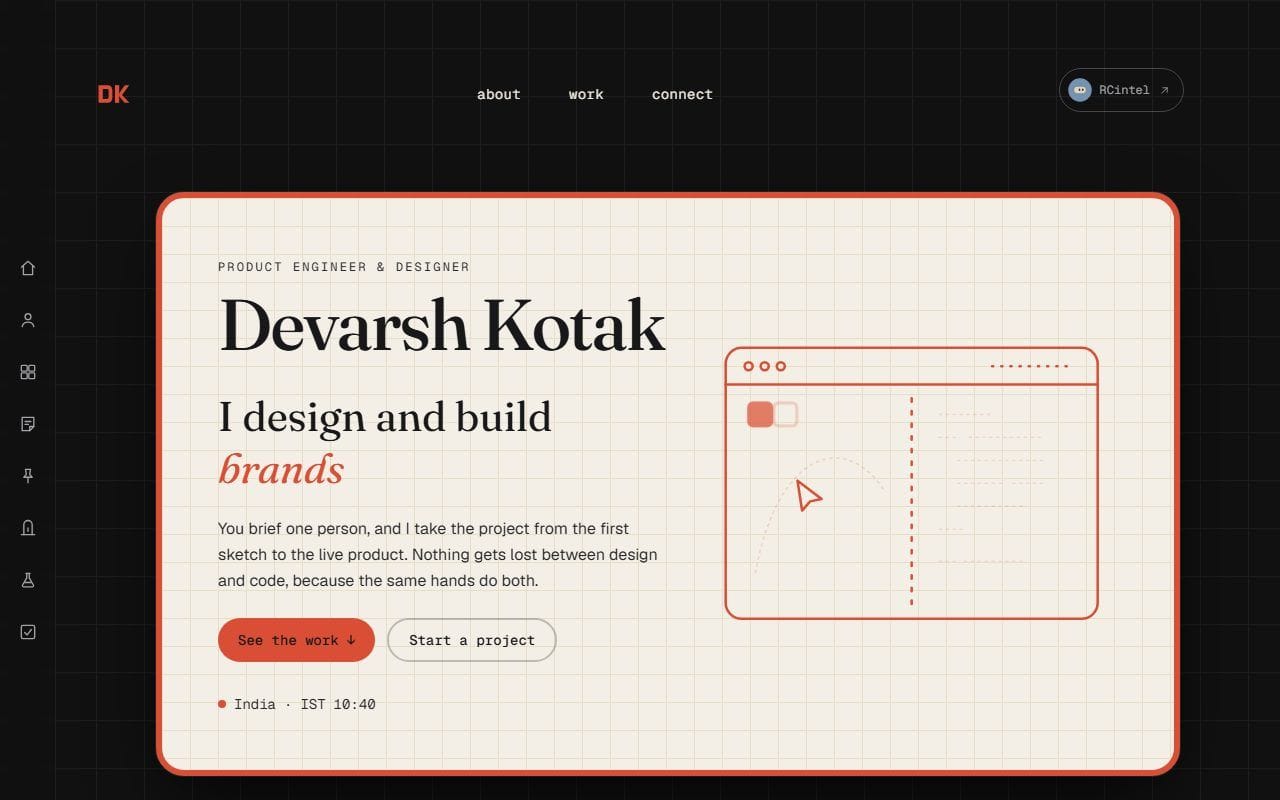 DK
about
work
connect
RCintel ↗
PRODUCT ENGINEER & DESIGNER
Devarsh Kotak
I design and build
brands
You brief one person, and I take the project from the first
sketch to the live product. Nothing gets lost between design
and code, because the same hands do both.
See the work ↓
Start a project
India · IST 10:40